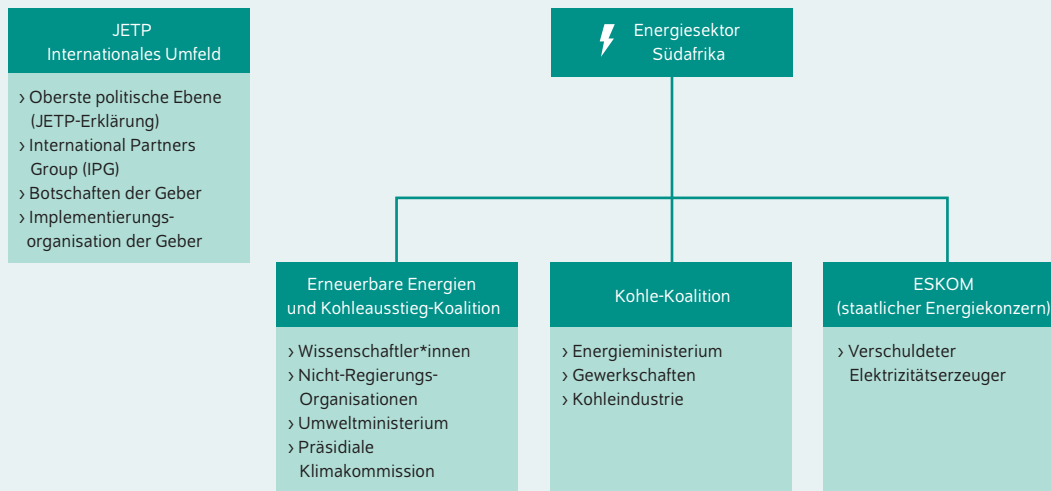 JETP
Internationales Umfeld
› Oberste politische Ebene
(JETP-Erklärung)
› International Partners
Group (IPG)
› Botschaften der Geber
› Implementierungs-
organisation der Geber
Energiesektor
Südafrika
Erneuerbare Energien
und Kohleausstieg-Koalition
› Wissenschaftler*innen
› Nicht-Regierungs-
Organisationen
› Umweltministerium
› Präsidiale
Klimakommission
Kohle-Koalition
› Energieministerium
› Gewerkschaften
› Kohleindustrie
ESKOM
(staatlicher Energiekonzern)
› Verschuldeter
Elektrizitätserzeuger